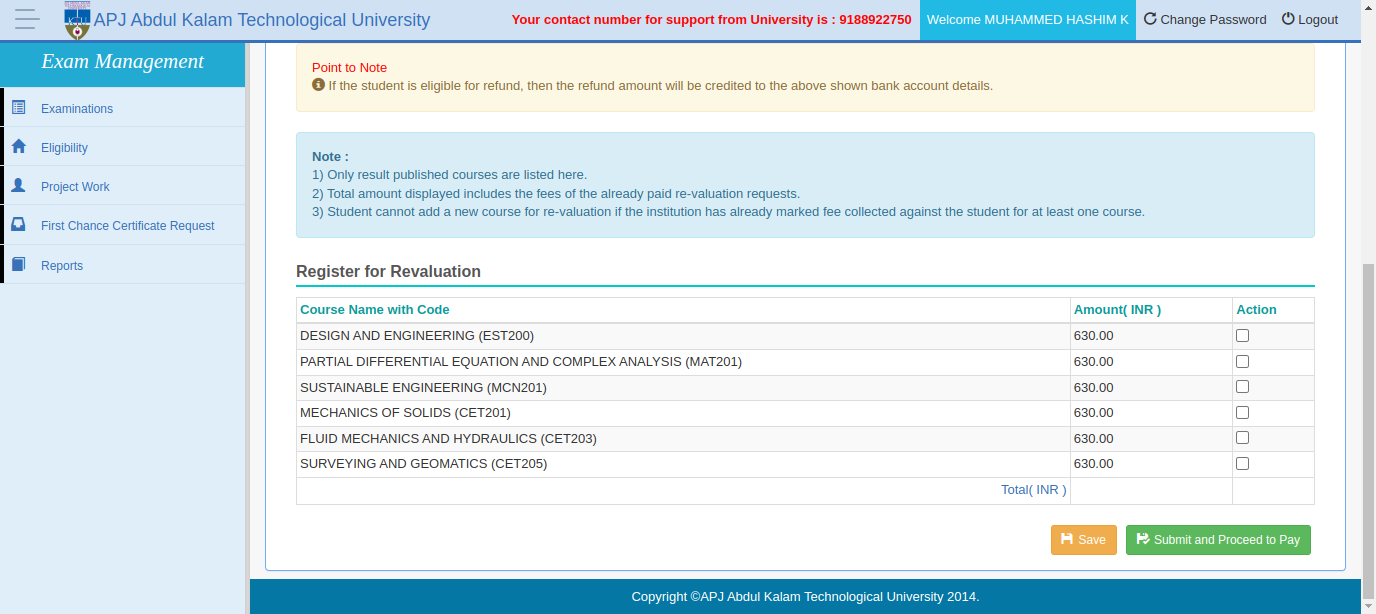 APJ Abdul Kalam Technological University
Your contact number for support from University is : 9188922750
Welcome MUHAMMED HASHIM K
Change Password
Logout
Exam Management
Examinations
Eligibility
Project Work
First Chance Certificate Request
Reports
Point to Note
If the student is eligible for refund, then the refund amount will be credited to the above shown bank account details.
Note :
1) Only result published courses are listed here.
2) Total amount displayed includes the fees of the already paid re-valuation requests.
3) Student cannot add a new course for re-valuation if the institution has already marked fee collected against the student for at least one course.
Register for Revaluation
Course Name with Code Amount( INR ) Action
DESIGN AND ENGINEERING (EST200) 630.00
PARTIAL DIFFERENTIAL EQUATION AND COMPLEX ANALYSIS (MAT201) 630.00
SUSTAINABLE ENGINEERING (MCN201) 630.00
MECHANICS OF SOLIDS (CET201) 630.00
FLUID MECHANICS AND HYDRAULICS (CET203) 630.00
SURVEYING AND GEOMATICS (CET205) 630.00
Total( INR )
Save
Submit and Proceed to Pay
Copyright ©APJ Abdul Kalam Technological University 2014.